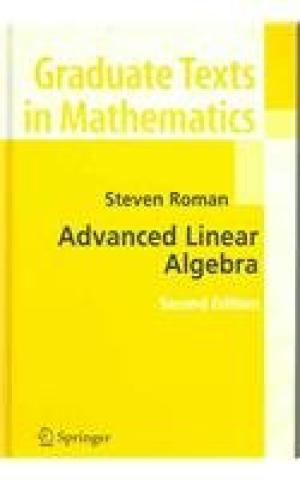 Graduate Texts
in Mathematics
Steven Roman
Advanced Linear
Algebra
Second Edition
Springer